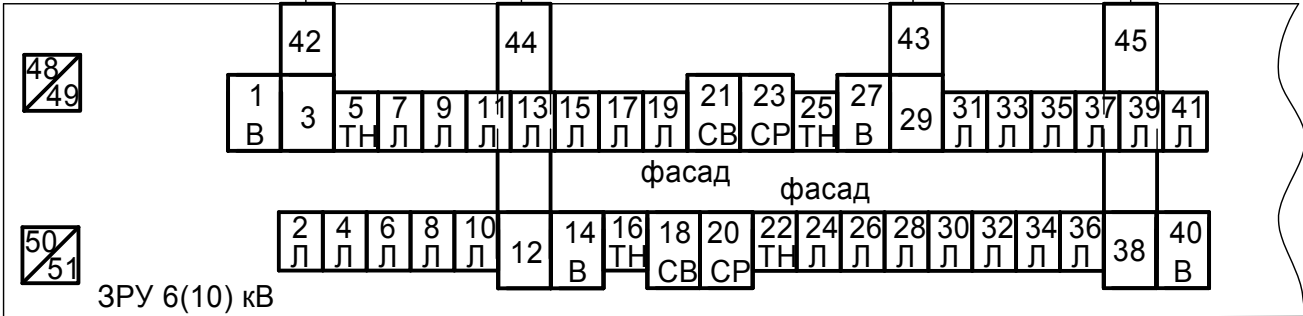 42 44 43 45
48 49
1 3 5 7 9 11 13 15 17 19 21 23 25 27 29 31 33 35 37 39 41
В ТН Л Л Л Л Л Л Л СВ СР ТН В Л Л Л Л Л Л
фасад
фасад
50 51
2 4 6 8 10 12 14 16 18 20 22 24 26 28 30 32 34 36 38 40
Л Л Л Л Л В ТН СВ СР ТН Л Л Л Л Л Л Л В
ЗРУ 6(10) кВ